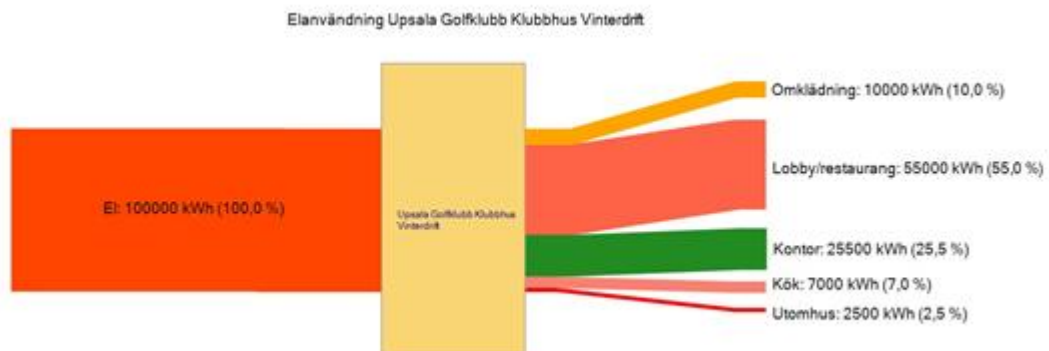 Elanvändning Upsala Golfklubb Klubbhus Vinterdrift
Omklädning: 10000 kWh (10,0 %)
Lobby/restaurang: 55000 kWh (55,0 %)
El: 100000 kWh (100,0 %)
Upsala Golfklubb Klubbhus
Vinterdrift
Kontor: 25500 kWh (25,5 %)
Kök: 7000 kWh (7,0 %)
Utomhus: 2500 kWh (2,5 %)